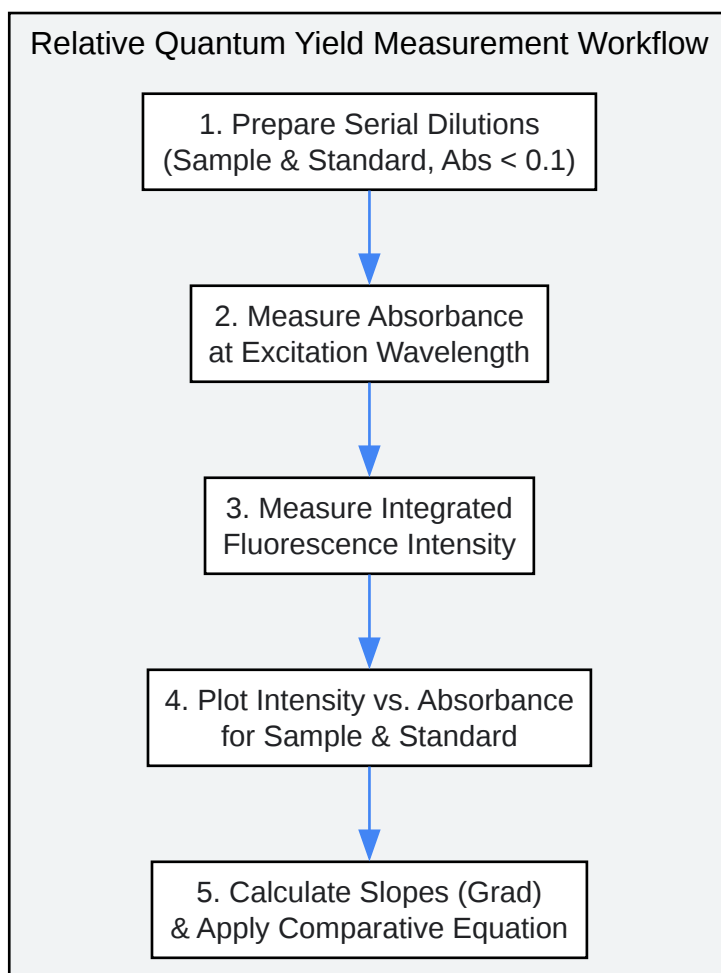 Relative Quantum Yield Measurement Workflow
1. Prepare Serial Dilutions
(Sample & Standard, Abs < 0.1)
2. Measure Absorbance
at Excitation Wavelength
3. Measure Integrated
Fluorescence Intensity
4. Plot Intensity vs. Absorbance
for Sample & Standard
5. Calculate Slopes (Grad)
& Apply Comparative Equation